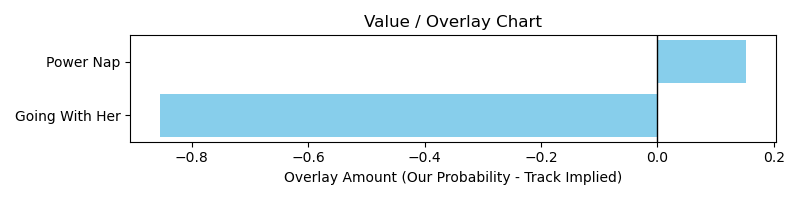 Value / Overlay Chart
Power Nap
Going With Her
−0.8 −0.6 −0.4 −0.2 0.0 0.2
Overlay Amount (Our Probability - Track Implied)